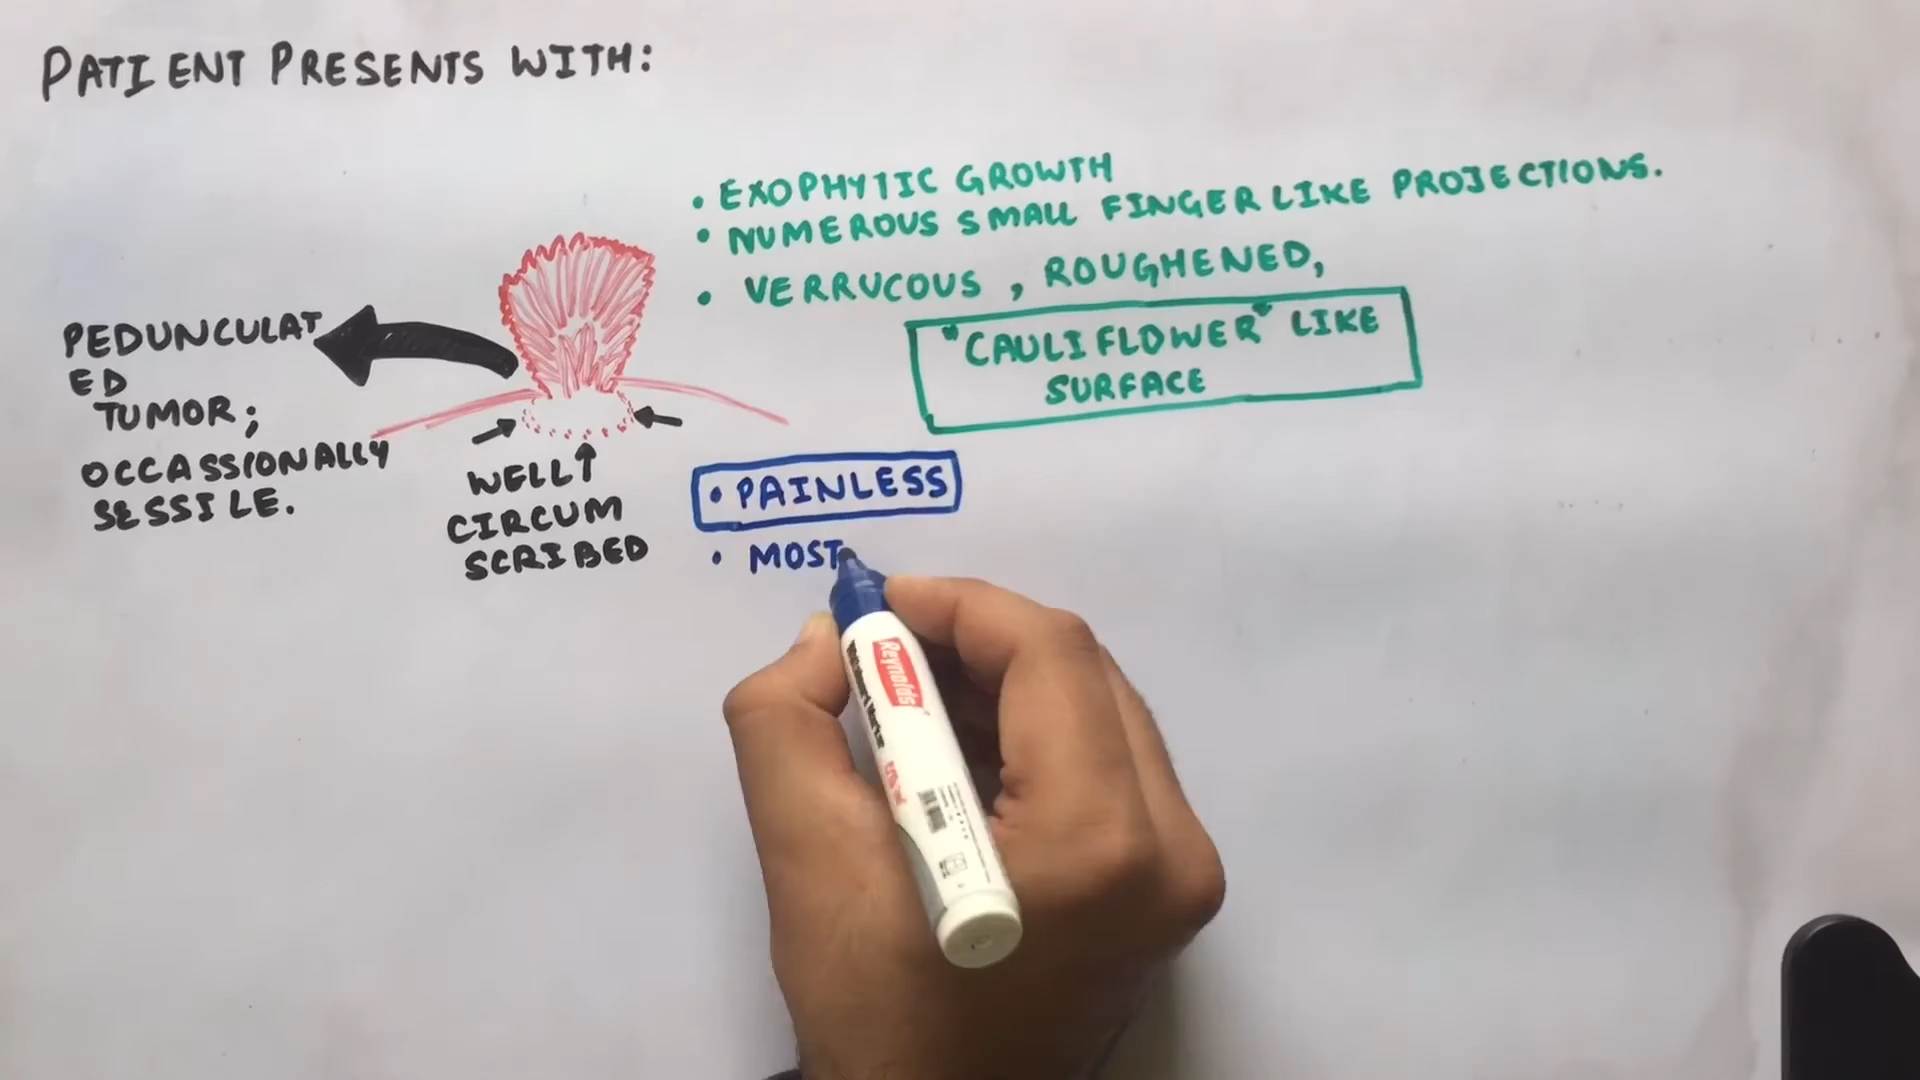 PATIENT PRESENTS WITH:
• EXOPHYTIC GROWTH
• NUMEROUS SMALL FINGER LIKE PROJECTIONS.
• VERRUCOUS, ROUGHENED,
"CAULIFLOWER" LIKE
SURFACE
PEDUNCULAT
ED
TUMOR;
OCCASSIONALLY
SESSILE.
WELL
CIRCUM
SCRIBED
• PAINLESS
• MOST
Reynolds